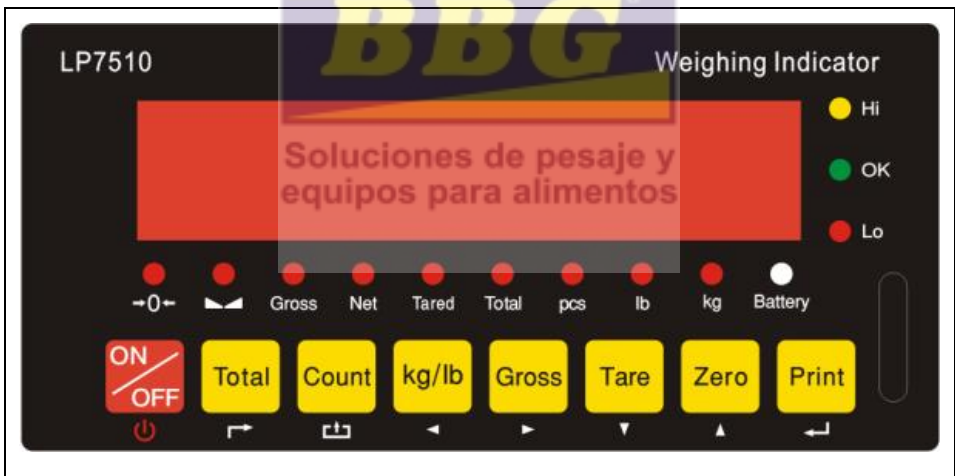 BBG
LP7510
Weighing Indicator
Hi
Soluciones de pesaje y
equipos para alimentos
OK
Lo
→0← Gross Net Tared Total pcs lb kg Battery
ON/OFF Total Count kg/lb Gross Tare Zero Print